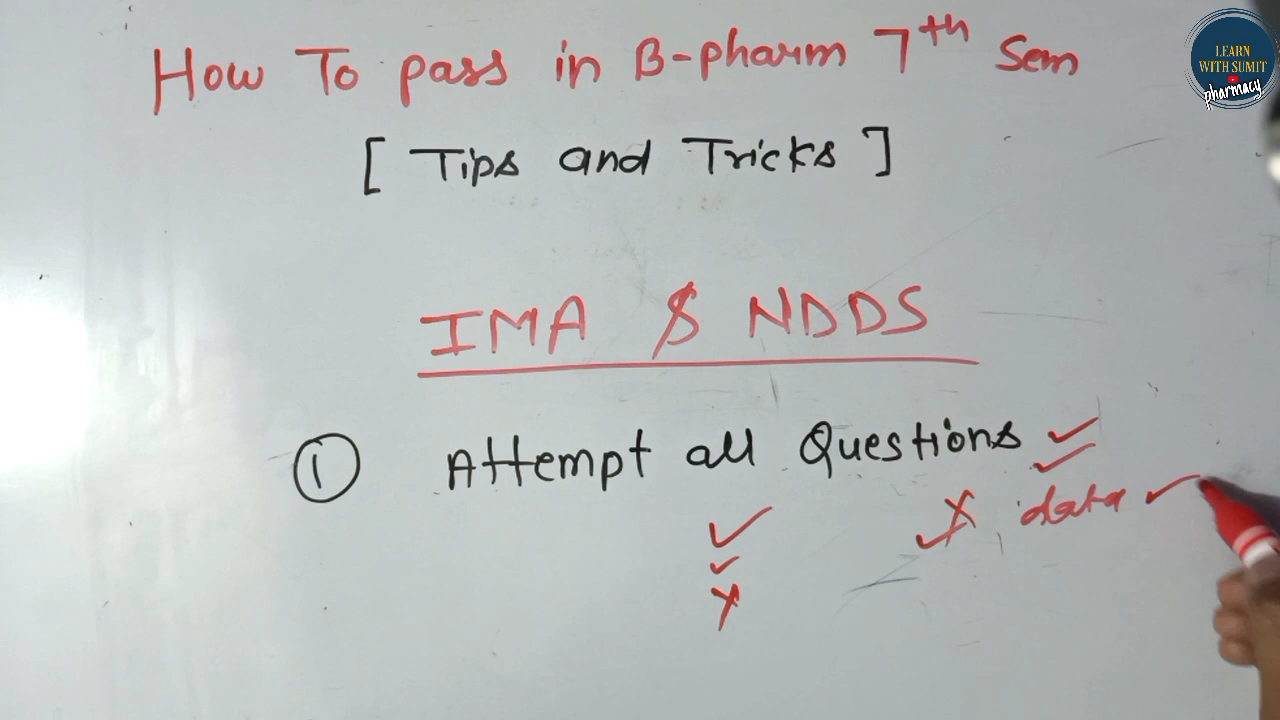 How To pass in B-pharm 7th Sem
LEARN
WITH SUMIT
pharmacy
[ Tips and Tricks ]
IMA & NDDS
① Attempt all Questions
data